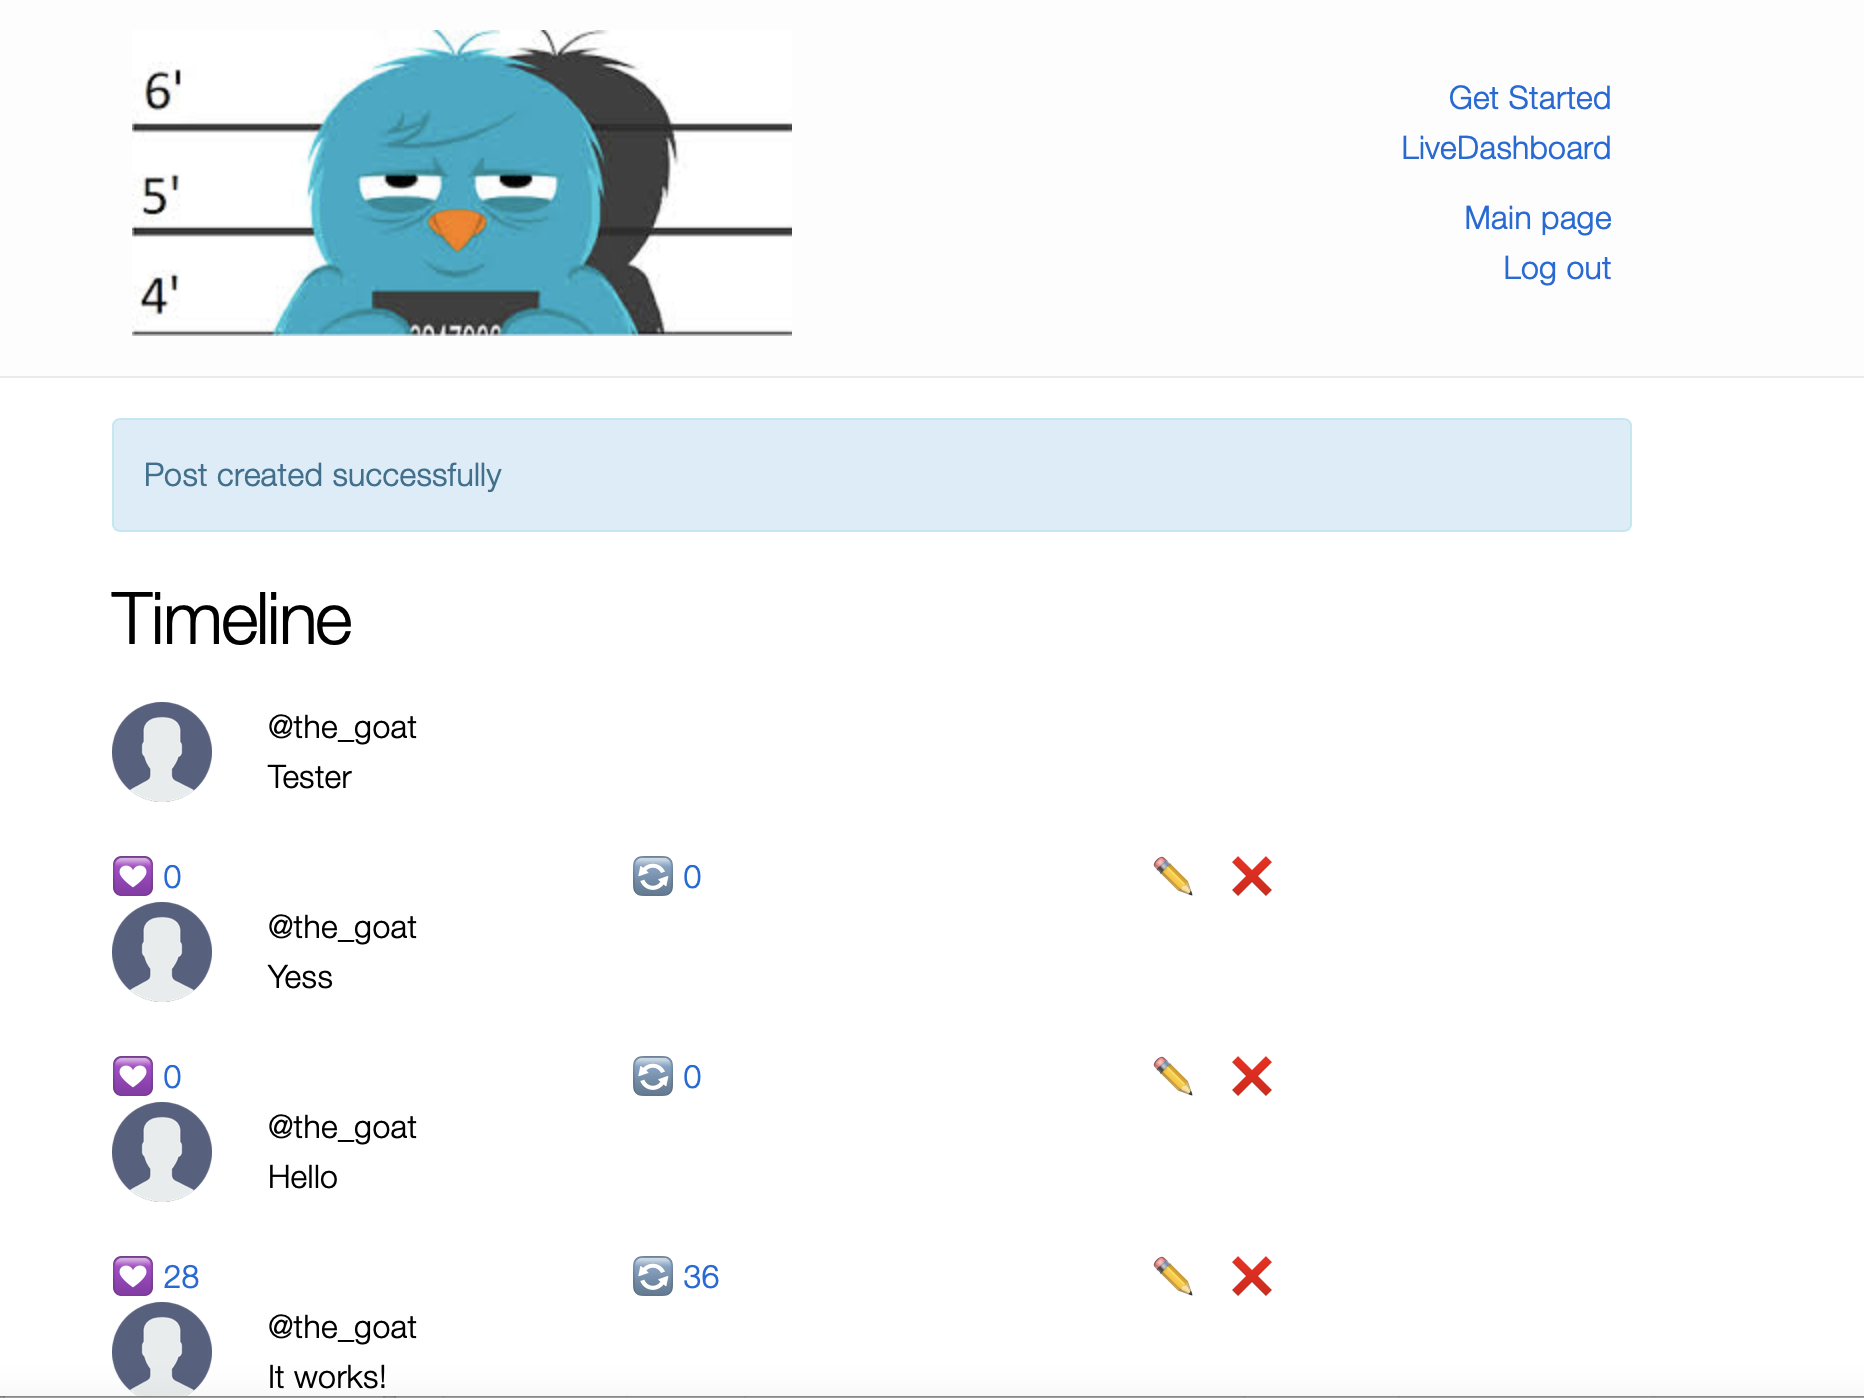 6'
5'
4'
Get Started
LiveDashboard
Main page
Log out
Post created successfully
Timeline
@the_goat
Tester
0 0
@the_goat
Yess
0 0
@the_goat
Hello
28 36
@the_goat
It works!